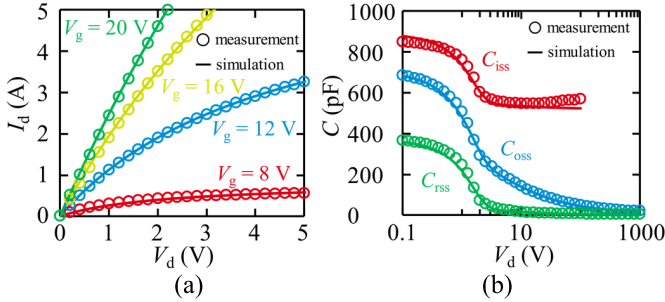 5
4
3
2
1
0
I_d (A)
V_g = 20 V
measurement
simulation
V_g = 16 V
V_g = 12 V
V_g = 8 V
0 1 2 3 4 5
V_d (V)
(a)
1000
800
600
400
200
0
C (pF)
measurement
simulation
C_iss
C_oss
C_rss
0.1 10 1000
V_d (V)
(b)